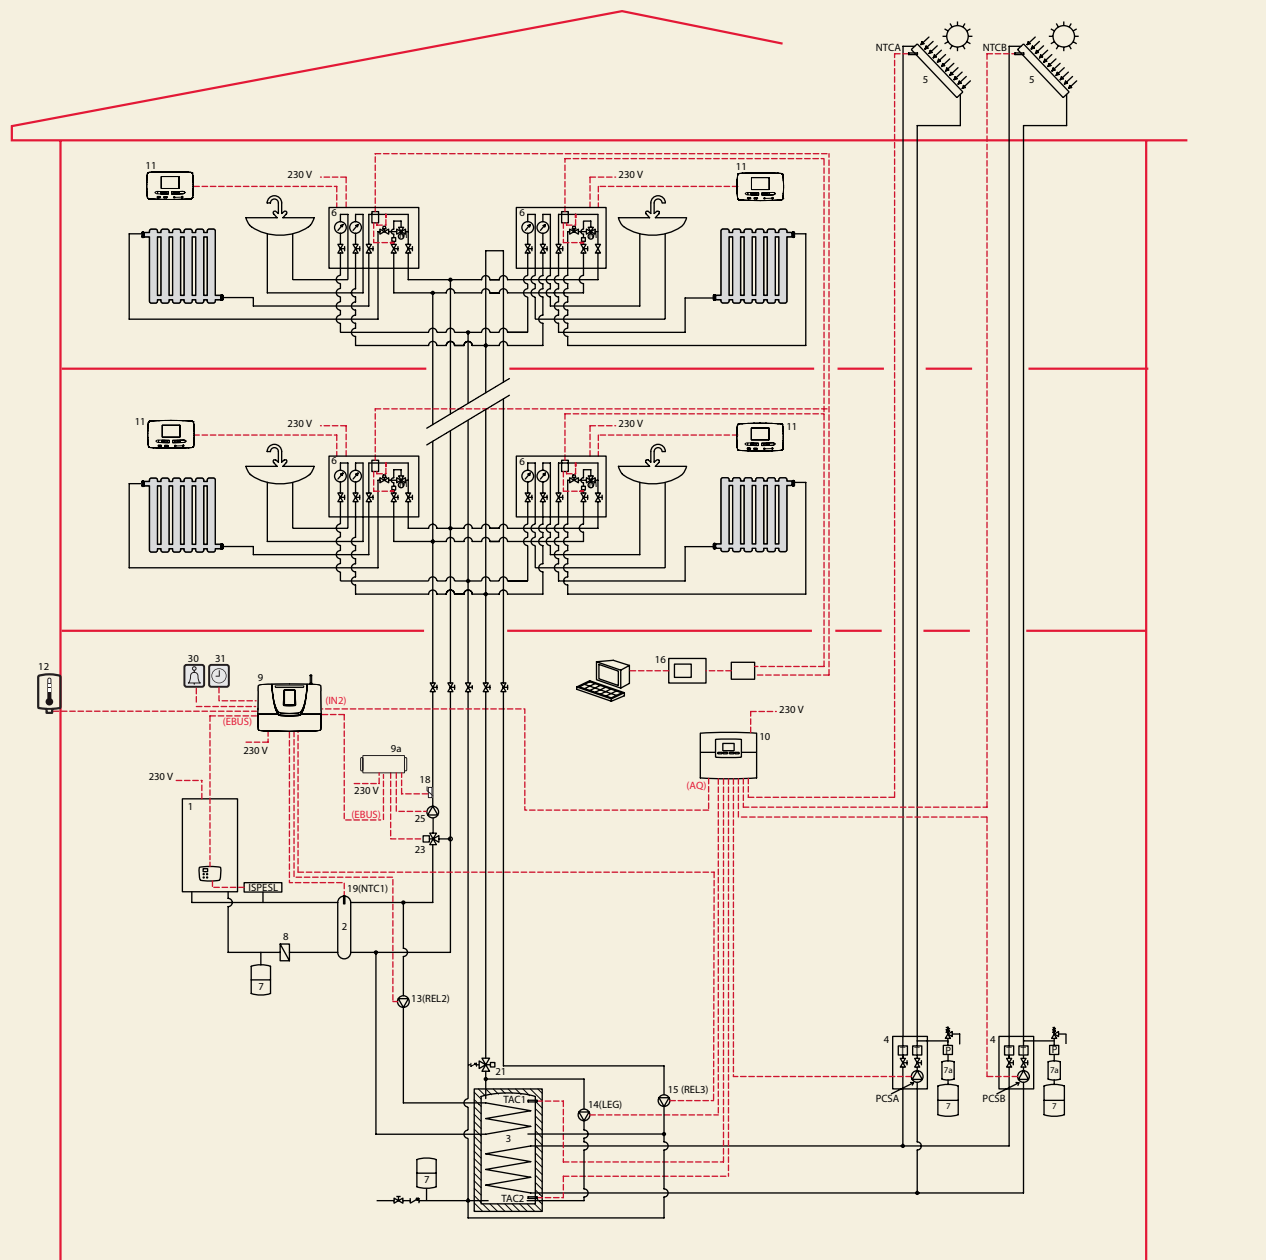 NTCA
5
NTCB
5
11
230 V
6
6
230 V
11
11
230 V
6
6
230 V
11
12
30
31
9
(IN2)
(EBUS)
230 V
16
10
230 V
(AQ)
9a
230 V
18
(EBUS)
25
23
230 V
1
ISPESL
19(NTC1)
2
8
7
13(REL2)
21
15 (REL3)
14(LEG)
TAC1
3
TAC2
7
4
T
T
P
7a
7
PCSA
4
T
T
P
7a
7
PCSB